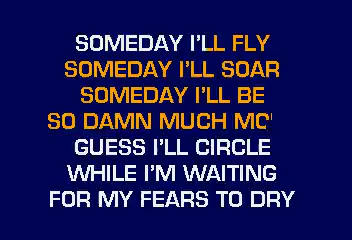 SOMEDAY I'LL FLY
SOMEDAY I'LL SOAR
SOMEDAY I'LL BE
SO DAMN MUCH
GUESS I'LL CIRCLE
WHILE I'M WAITING
FOR MY FEARS TO DRY